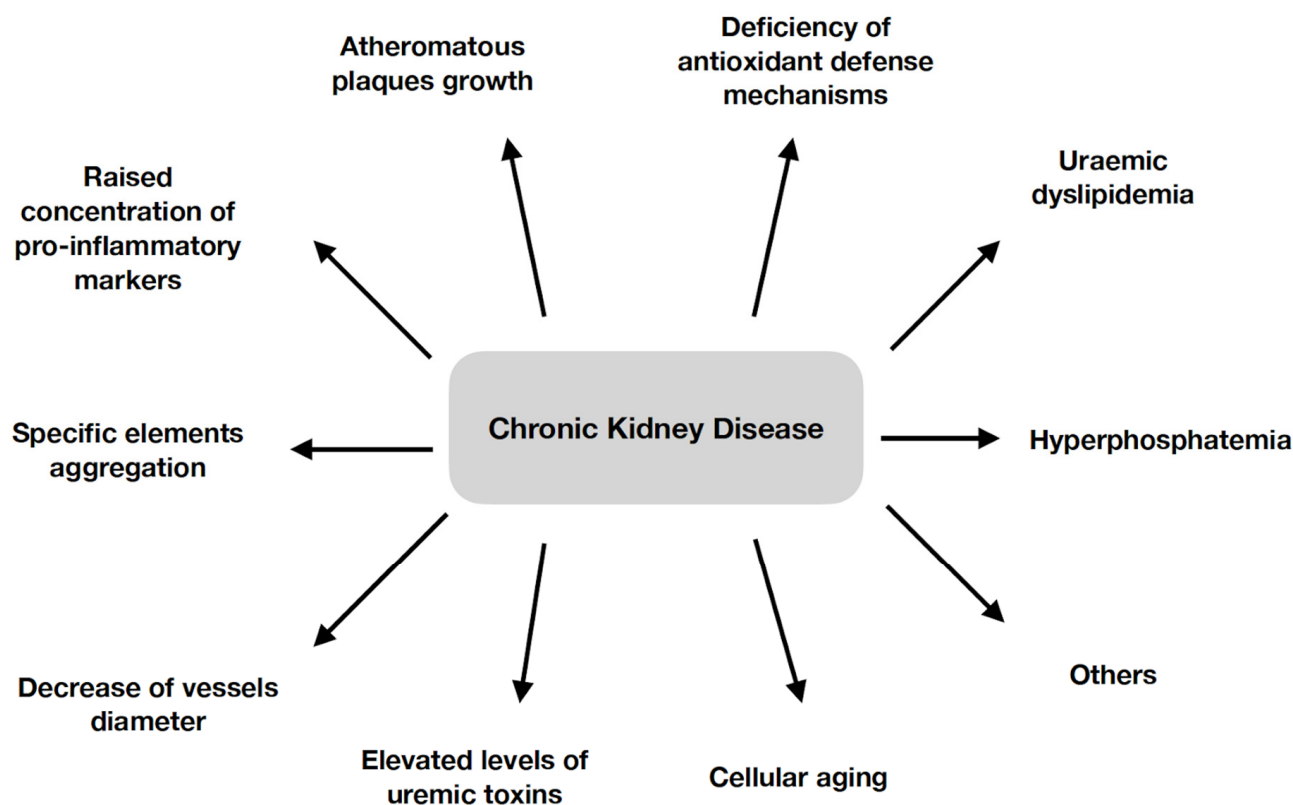 Atheromatous
plaques growth
Deficiency of
antioxidant defense
mechanisms
Raised
concentration of
pro-inflammatory
markers
Uraemic
dyslipidemia
Specific elements
aggregation
Chronic Kidney Disease
Hyperphosphatemia
Decrease of vessels
diameter
Others
Elevated levels of
uremic toxins
Cellular aging